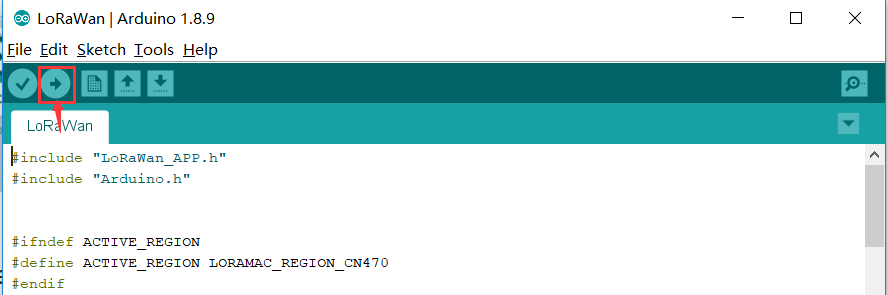 LoRaWan | Arduino 1.8.9
File Edit Sketch Tools Help
LoRaWan
#include "LoRaWan_APP.h"
#include "Arduino.h"
#ifndef ACTIVE_REGION
#define ACTIVE_REGION LORAMAC_REGION_CN470
#endif